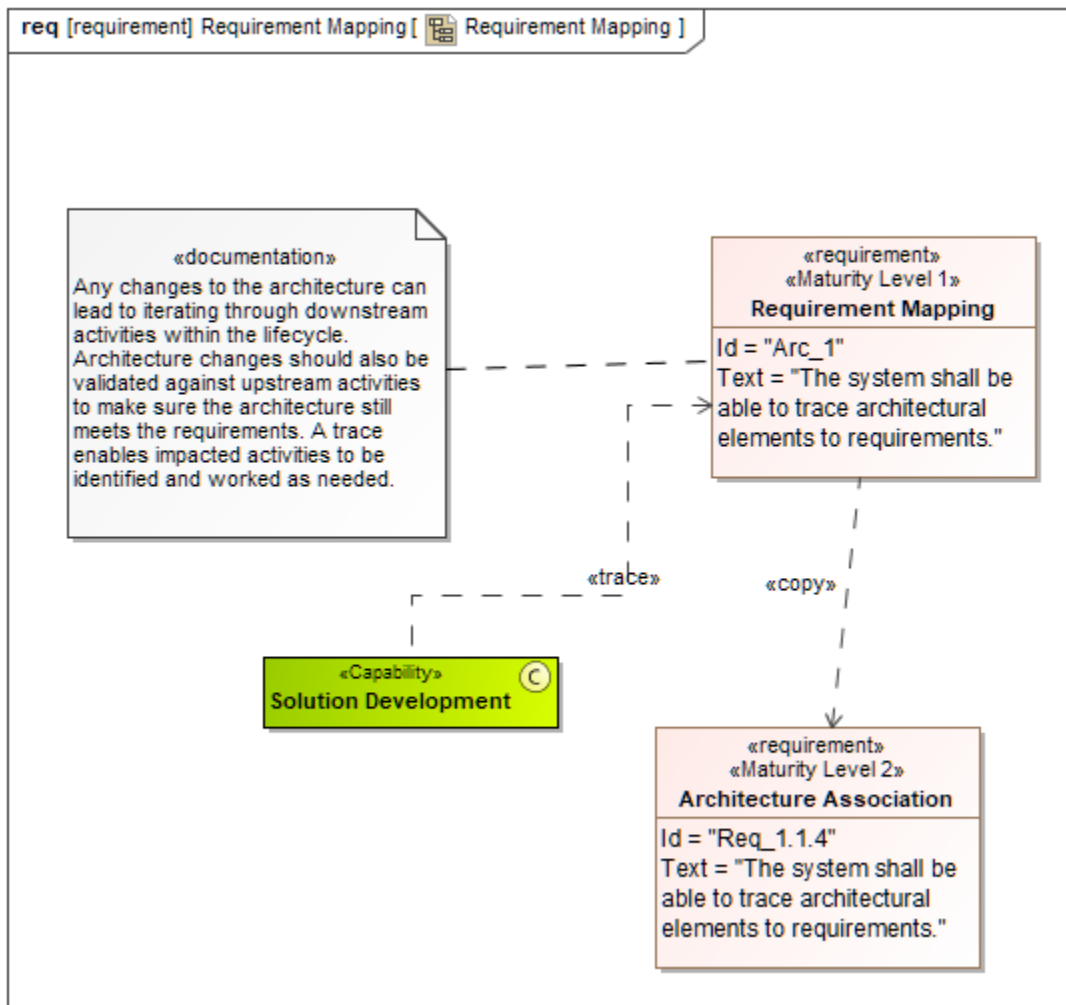 req [requirement] Requirement Mapping [ Requirement Mapping ]
«documentation»
Any changes to the architecture can
lead to iterating through downstream
activities within the lifecycle.
Architecture changes should also be
validated against upstream activities
to make sure the architecture still
meets the requirements. A trace
enables impacted activities to be
identified and worked as needed.
«requirement»
«Maturity Level 1»
Requirement Mapping
Id = "Arc_1"
Text = "The system shall be
able to trace architectural
elements to requirements."
«trace»
«copy»
«Capability»
C
Solution Development
«requirement»
«Maturity Level 2»
Architecture Association
Id = "Req_1.1.4"
Text = "The system shall be
able to trace architectural
elements to requirements."